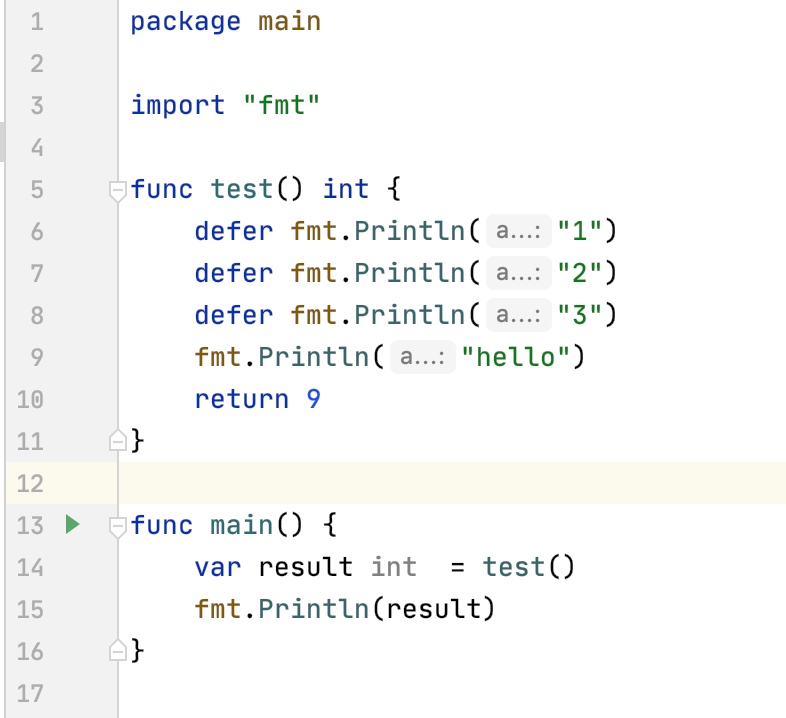 1 package main
2
3 import "fmt"
4
5 func test() int {
6 defer fmt.Println( a...: "1")
7 defer fmt.Println( a...: "2")
8 defer fmt.Println( a...: "3")
9 fmt.Println( a...: "hello")
10 return 9
11 }
12
13 func main() {
14 var result int  = test()
15 fmt.Println(result)
16 }
17